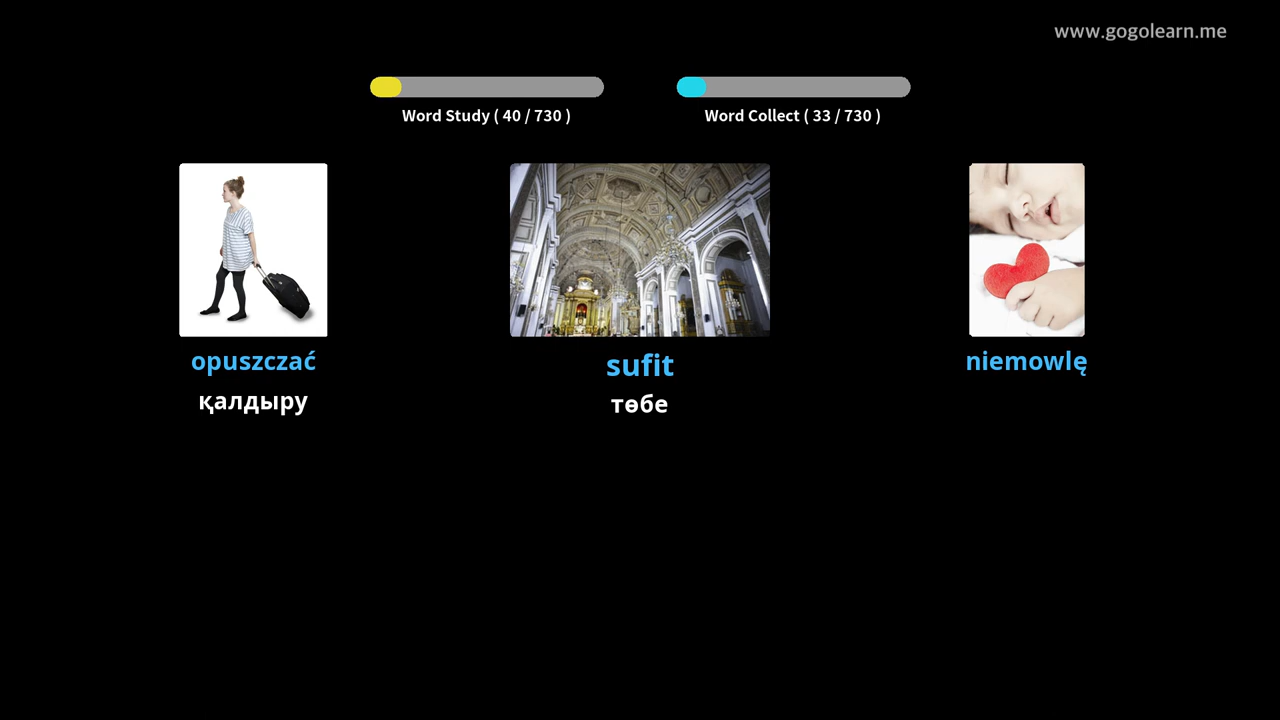 www.gogolearn.me
Word Study ( 40 / 730 )
Word Collect ( 33 / 730 )
opuszczać
қалдыру
sufit
төбе
niemowlę